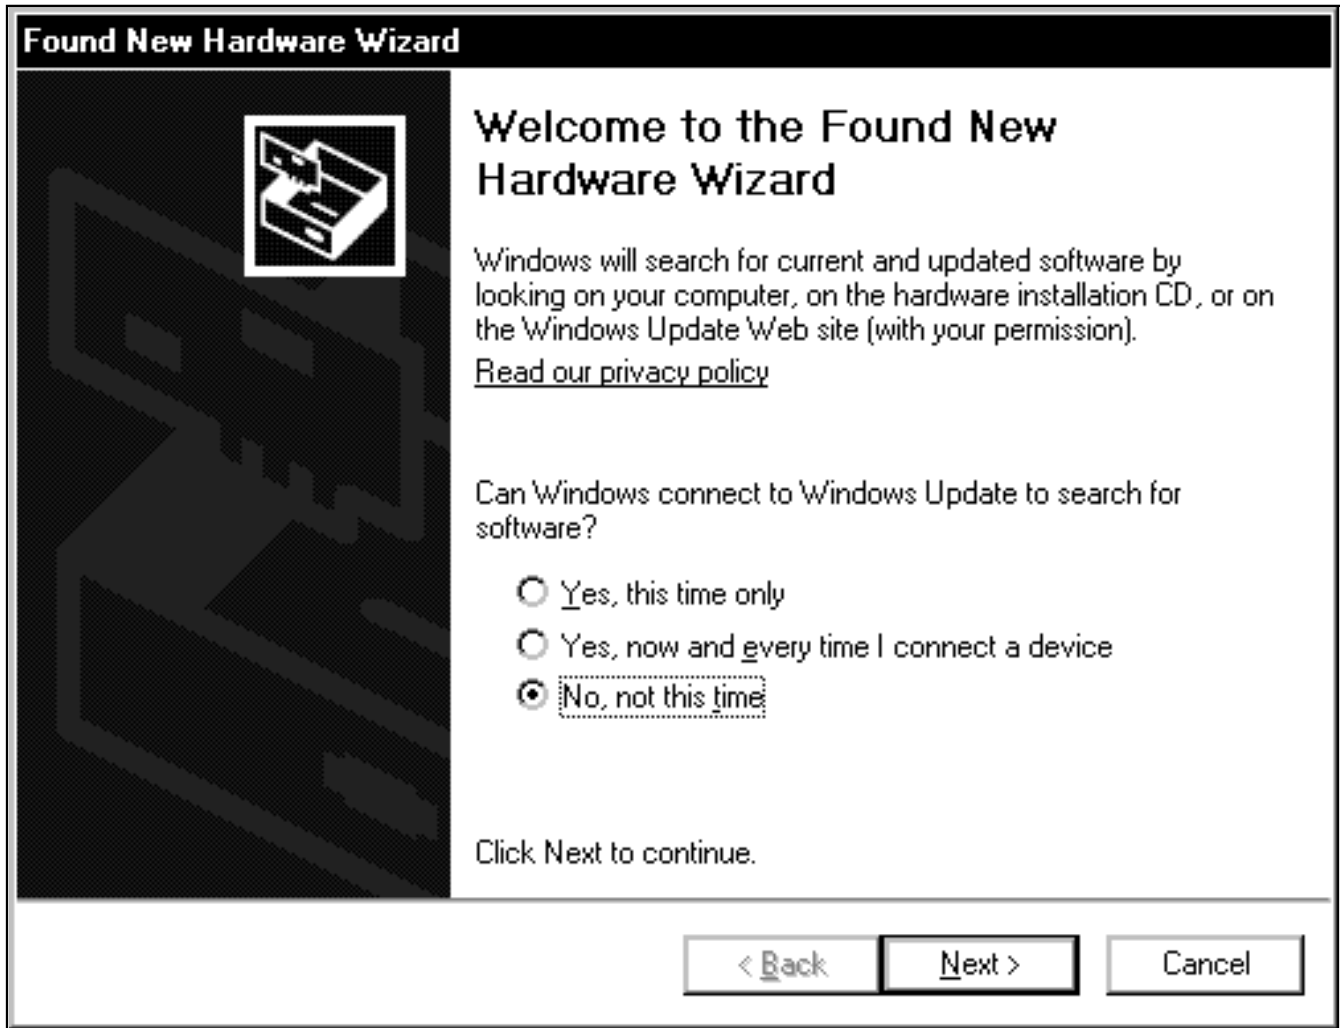 Found New Hardware Wizard
Welcome to the Found New
Hardware Wizard
Windows will search for current and updated software by
looking on your computer, on the hardware installation CD, or on
the Windows Update Web site (with your permission).
Read our privacy policy
Can Windows connect to Windows Update to search for
software?
Yes, this time only
Yes, now and every time I connect a device
No, not this time
Click Next to continue.
< Back
Next >
Cancel